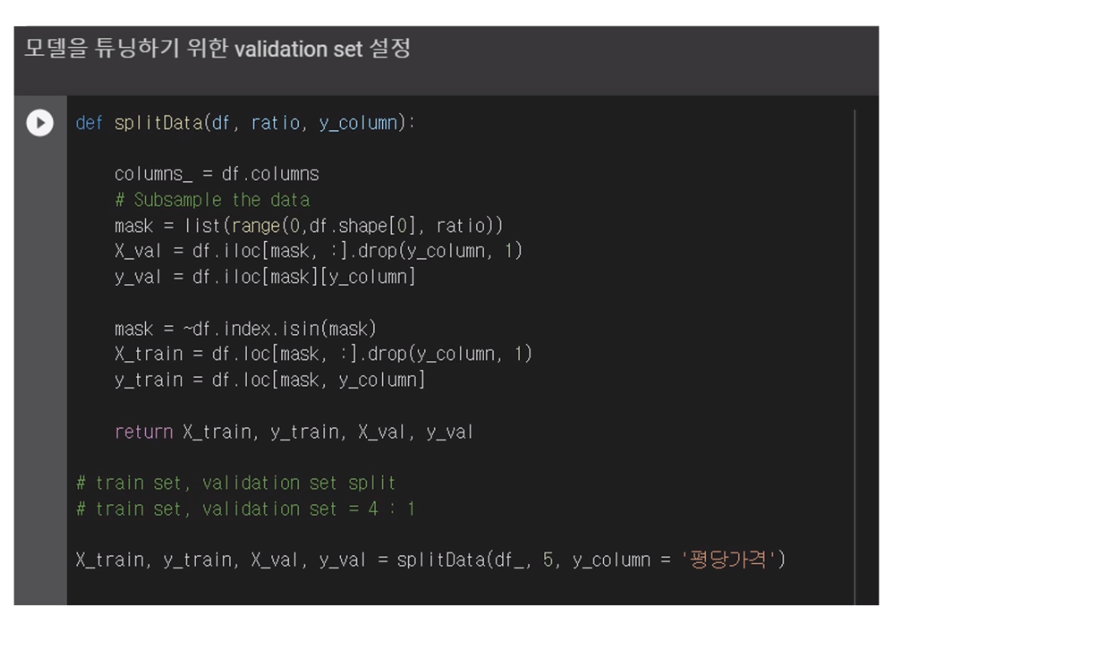 모델을 튜닝하기 위한 validation set 설정
def splitData(df, ratio, y_column):
columns_ = df.columns
# Subsample the data
mask = list(range(0,df.shape[0], ratio))
X_val = df.iloc[mask, :].drop(y_column, 1)
y_val = df.iloc[mask][y_column]
mask = ~df.index.isin(mask)
X_train = df.loc[mask, :].drop(y_column, 1)
y_train = df.loc[mask, y_column]
return X_train, y_train, X_val, y_val
# train set, validation set split
# train set, validation set = 4 : 1
X_train, y_train, X_val, y_val = splitData(df_, 5, y_column = '평당가격')